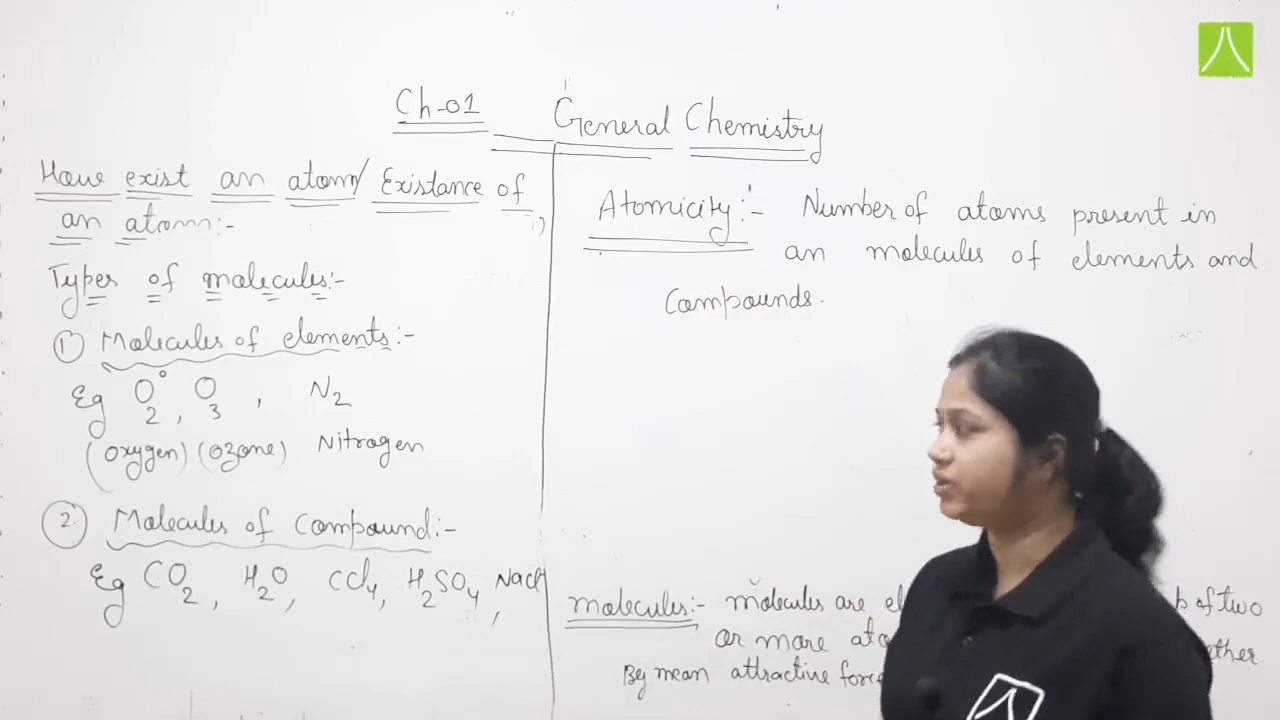 Ch-01 General Chemistry
How exist an atom/ Existance of
an atom:-
Types of molecules:-
1) Molecules of elements:-
Eg O2, O3, N2
(Oxygen) (Ozone) Nitrogen
2. Molecules of Compound:-
Eg CO2, H2O, CCl4, H2SO4, NaCl
Atomicity:- Number of atoms present in
an molecules of elements and
Compounds.
molecules:- molecules are of two
or more
By mean attractive